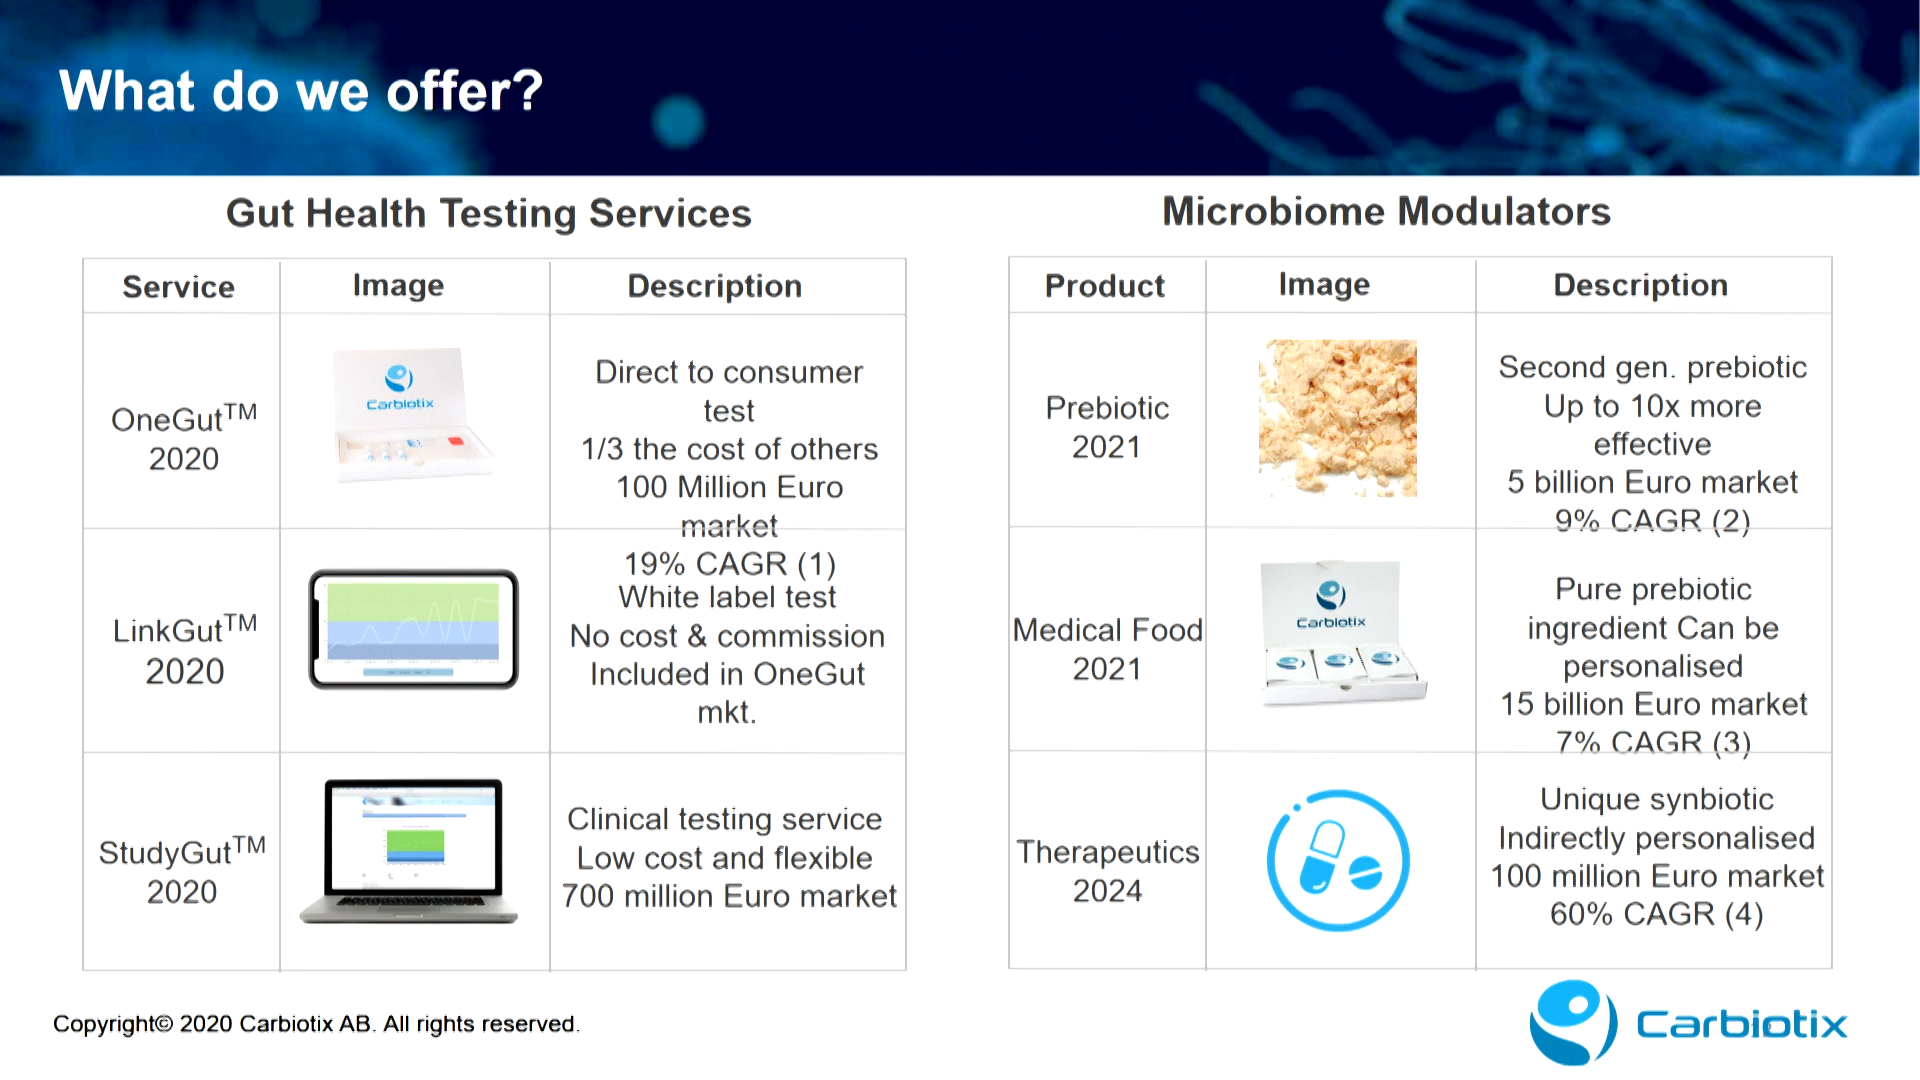 What do we offer?
Gut Health Testing Services
Service Image Description
Carbiotix
OneGut™
2020
Direct to consumer
test
1/3 the cost of others
100 Million Euro
market
19% CAGR (1)
LinkGut™
2020
White label test
No cost & commission
Included in OneGut
mkt.
StudyGut™
2020
Clinical testing service
Low cost and flexible
700 million Euro market
Microbiome Modulators
Product Image Description
Prebiotic
2021
Second gen. prebiotic
Up to 10x more
effective
5 billion Euro market
9% CAGR (2)
Medical Food
2021
Carbiotix
Pure prebiotic
ingredient Can be
personalised
15 billion Euro market
7% CAGR (3)
Therapeutics
2024
Unique synbiotic
Indirectly personalised
100 million Euro market
60% CAGR (4)
Copyright© 2020 Carbiotix AB. All rights reserved.
Carbiotix